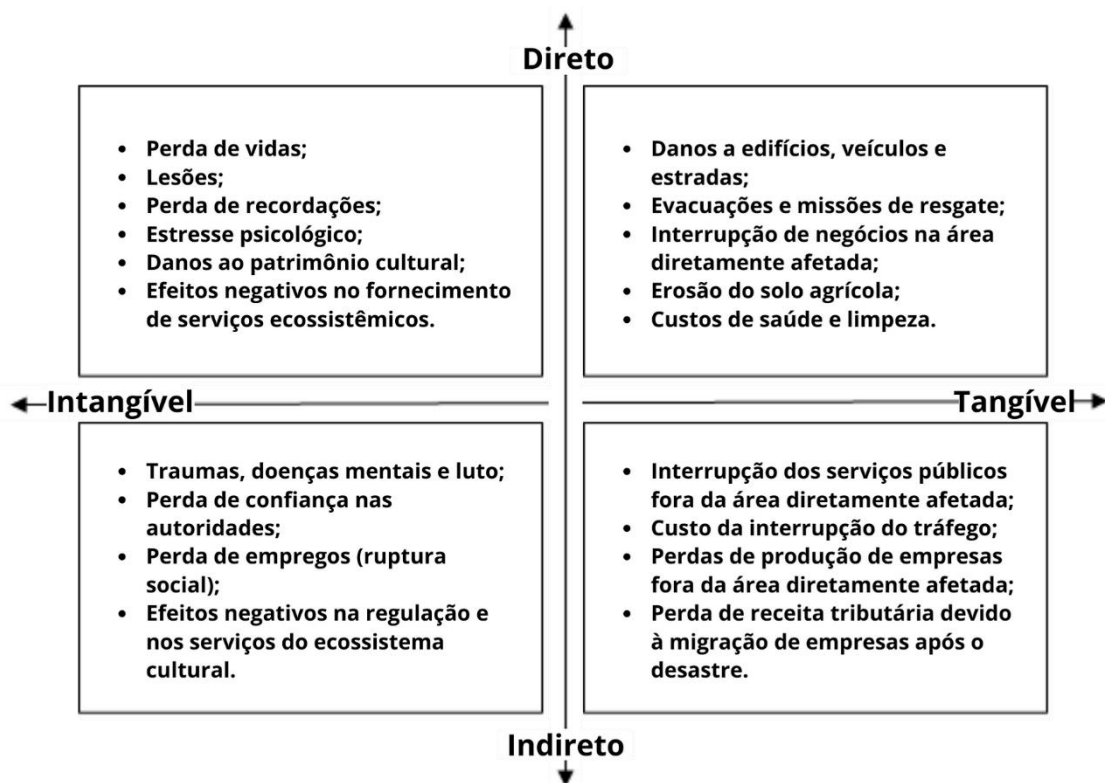 Direto
• Perda de vidas;
• Lesões;
• Perda de recordações;
• Estresse psicológico;
• Danos ao patrimônio cultural;
• Efeitos negativos no fornecimento
de serviços ecossistêmicos.
• Danos a edifícios, veículos e
estradas;
• Evacuações e missões de resgate;
• Interrupção de negócios na área
diretamente afetada;
• Erosão do solo agrícola;
• Custos de saúde e limpeza.
Intangível
Tangível
• Traumas, doenças mentais e luto;
• Perda de confiança nas
autoridades;
• Perda de empregos (ruptura
social);
• Efeitos negativos na regulação e
nos serviços do ecossistema
cultural.
• Interrupção dos serviços públicos
fora da área diretamente afetada;
• Custo da interrupção do tráfego;
• Perdas de produção de empresas
fora da área diretamente afetada;
• Perda de receita tributária devido
à migração de empresas após o
desastre.
Indireto